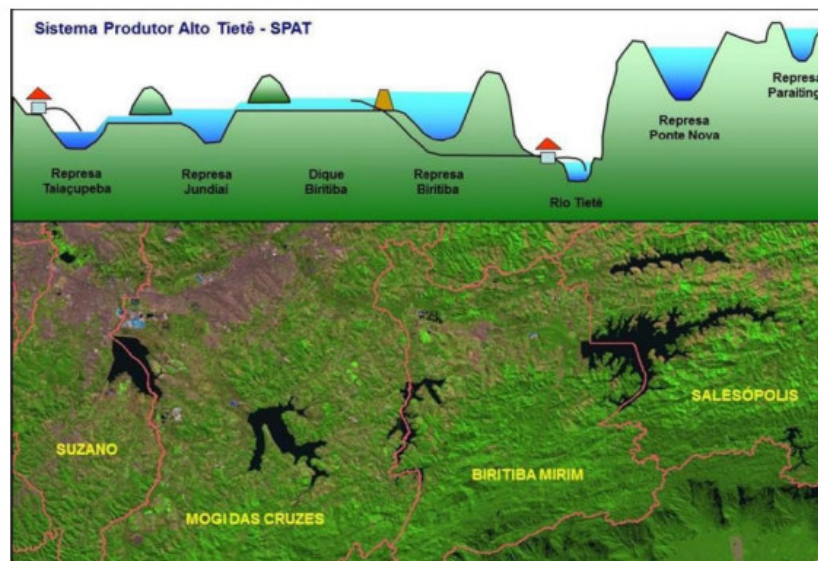 Sistema Produtor Alto Tietê - SPAT
Represa
Taiaçupeba
Represa
Jundiaí
Dique
Biritiba
Represa
Biritiba
Rio Tietê
Represa
Ponte Nova
Represa
Paraiting
SUZANO
MOGI DAS CRUZES
BIRITIBA MIRIM
SALESÓPOLIS